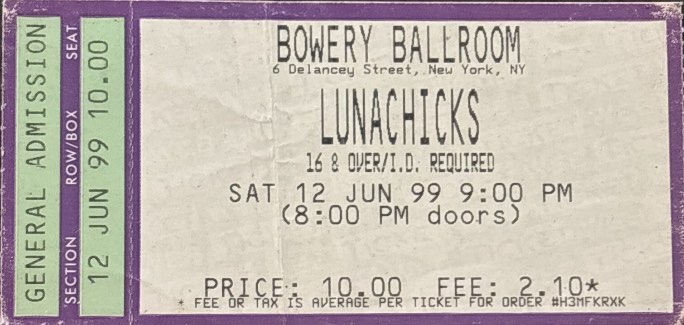 GENERAL ADMISSION
SECTION ROW/BOX SEAT
12 JUN 99 10.00
BOWERY BALLROOM
6 Delancey Street, New York, NY
LUNACHICKS
16 & OVER/I.D. REQUIRED
SAT 12 JUN 99 9:00 PM
(8:00 PM doors)
PRICE: 10.00 FEE: 2.10*
* FEE OR TAX IS AVERAGE PER TICKET FOR ORDER #H3MFKRXK